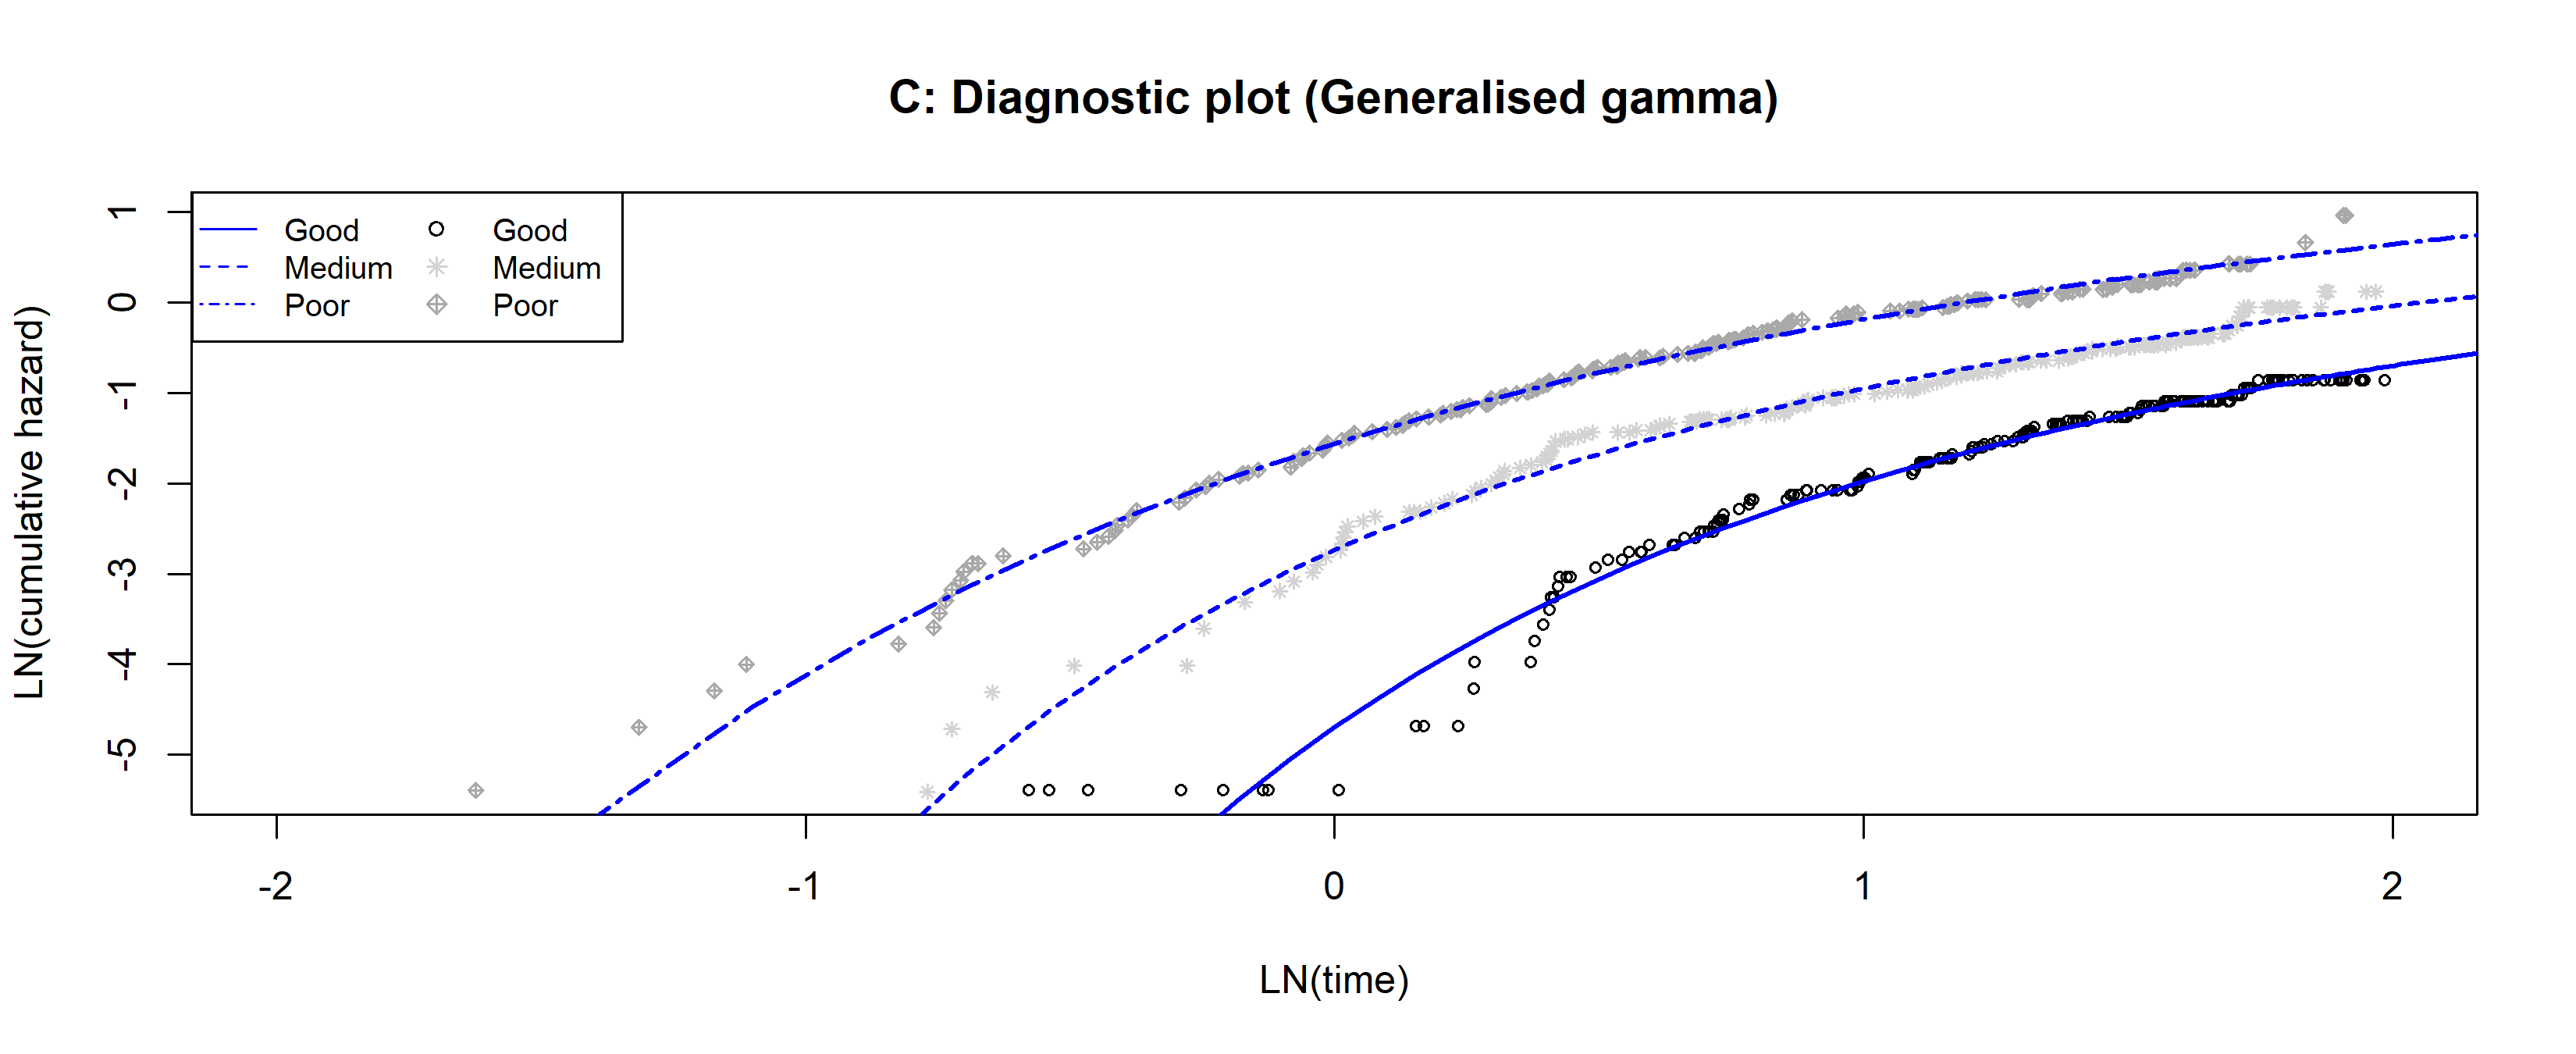 C: Diagnostic plot (Generalised gamma)
LN(cumulative hazard)
1
0
-1
-2
-3
-4
-5
Good Good
Medium Medium
Poor Poor
-2 -1 0 1 2
LN(time)